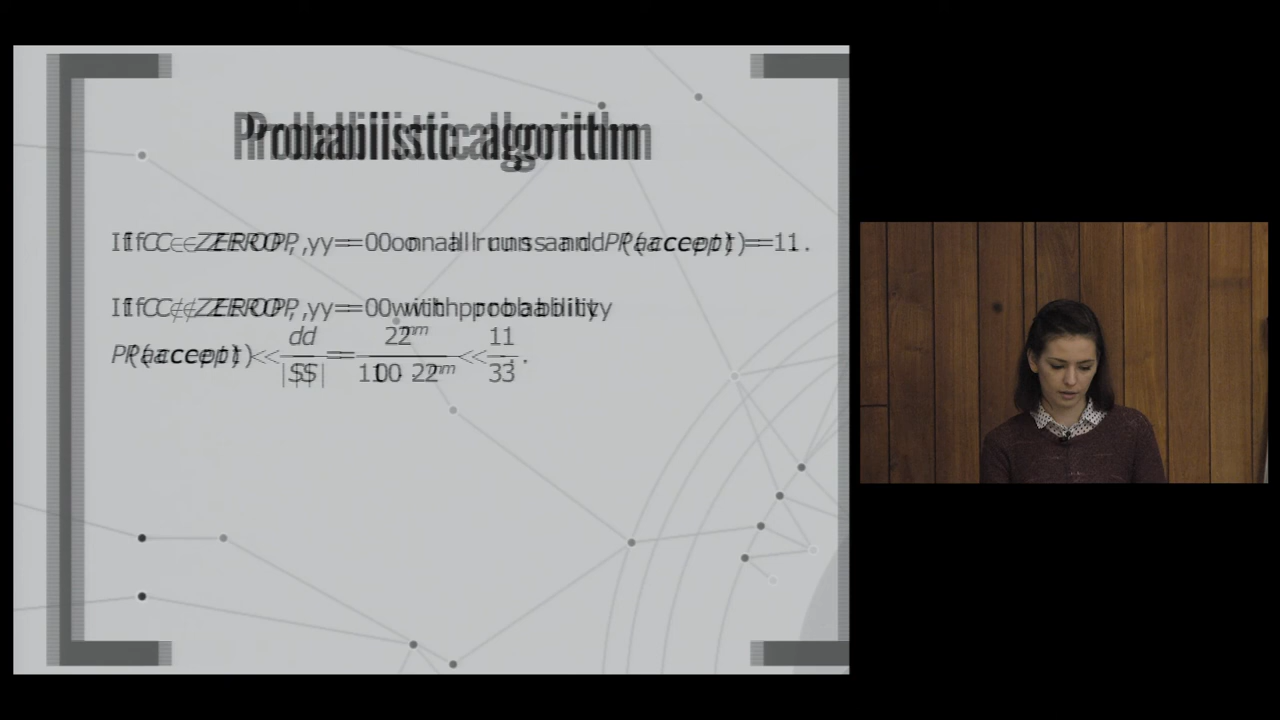 Probabilistic algorithm
If C ∈ ZEROP, y = 0 on all runs and P(accept) = 1.
If C ∉ ZEROP, y = 0 with probability
P(accept) < d/|S| = 2^m/(10 · 2^m) < 1/3.